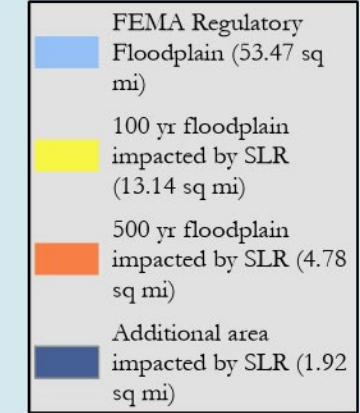 FEMA Regulatory
Floodplain (53.47 sq
mi)
100 yr floodplain
impacted by SLR
(13.14 sq mi)
500 yr floodplain
impacted by SLR (4.78
sq mi)
Additional area
impacted by SLR (1.92
sq mi)